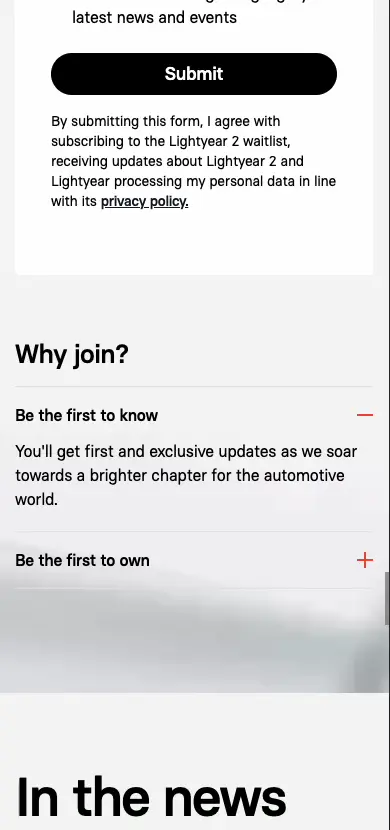 latest news and events
Submit
By submitting this form, I agree with
subscribing to the Lightyear 2 waitlist,
receiving updates about Lightyear 2 and
Lightyear processing my personal data in line
with its privacy policy.
Why join?
Be the first to know
You'll get first and exclusive updates as we soar
towards a brighter chapter for the automotive
world.
Be the first to own
In the news